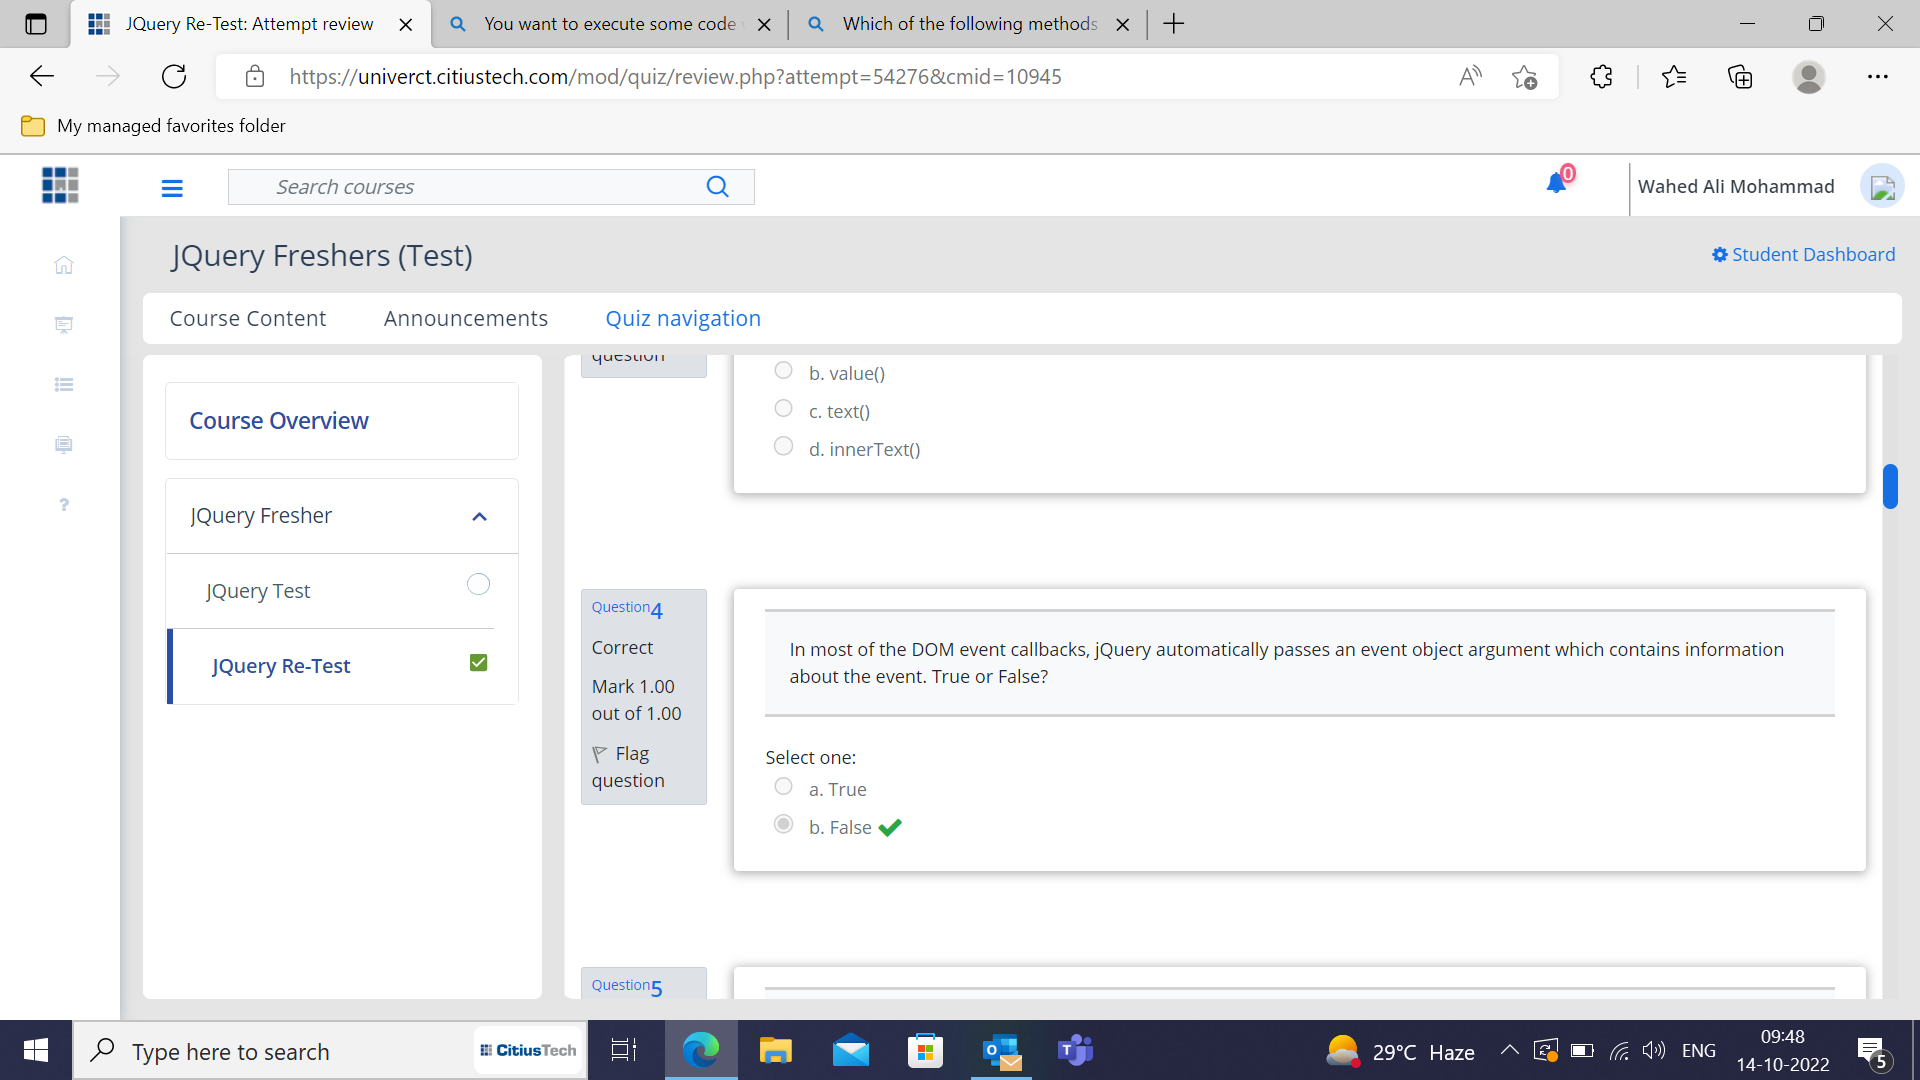 JQuery Re-Test: Attempt review
You want to execute some code
Which of the following methods
https://univerct.citiustech.com/mod/quiz/review.php?attempt=54276&cmid=10945
My managed favorites folder
Search courses
0
Wahed Ali Mohammad
JQuery Freshers (Test)
Student Dashboard
Course Content
Announcements
Quiz navigation
Course Overview
JQuery Fresher
JQuery Test
JQuery Re-Test
question
b. value()
c. text()
d. innerText()
Question 4
Correct
Mark 1.00
out of 1.00
Flag
question
In most of the DOM event callbacks, jQuery automatically passes an event object argument which contains information
about the event. True or False?
Select one:
a. True
b. False
Question 5
Type here to search
CitiusTech
29°C Haze
ENG
09:48
14-10-2022
5